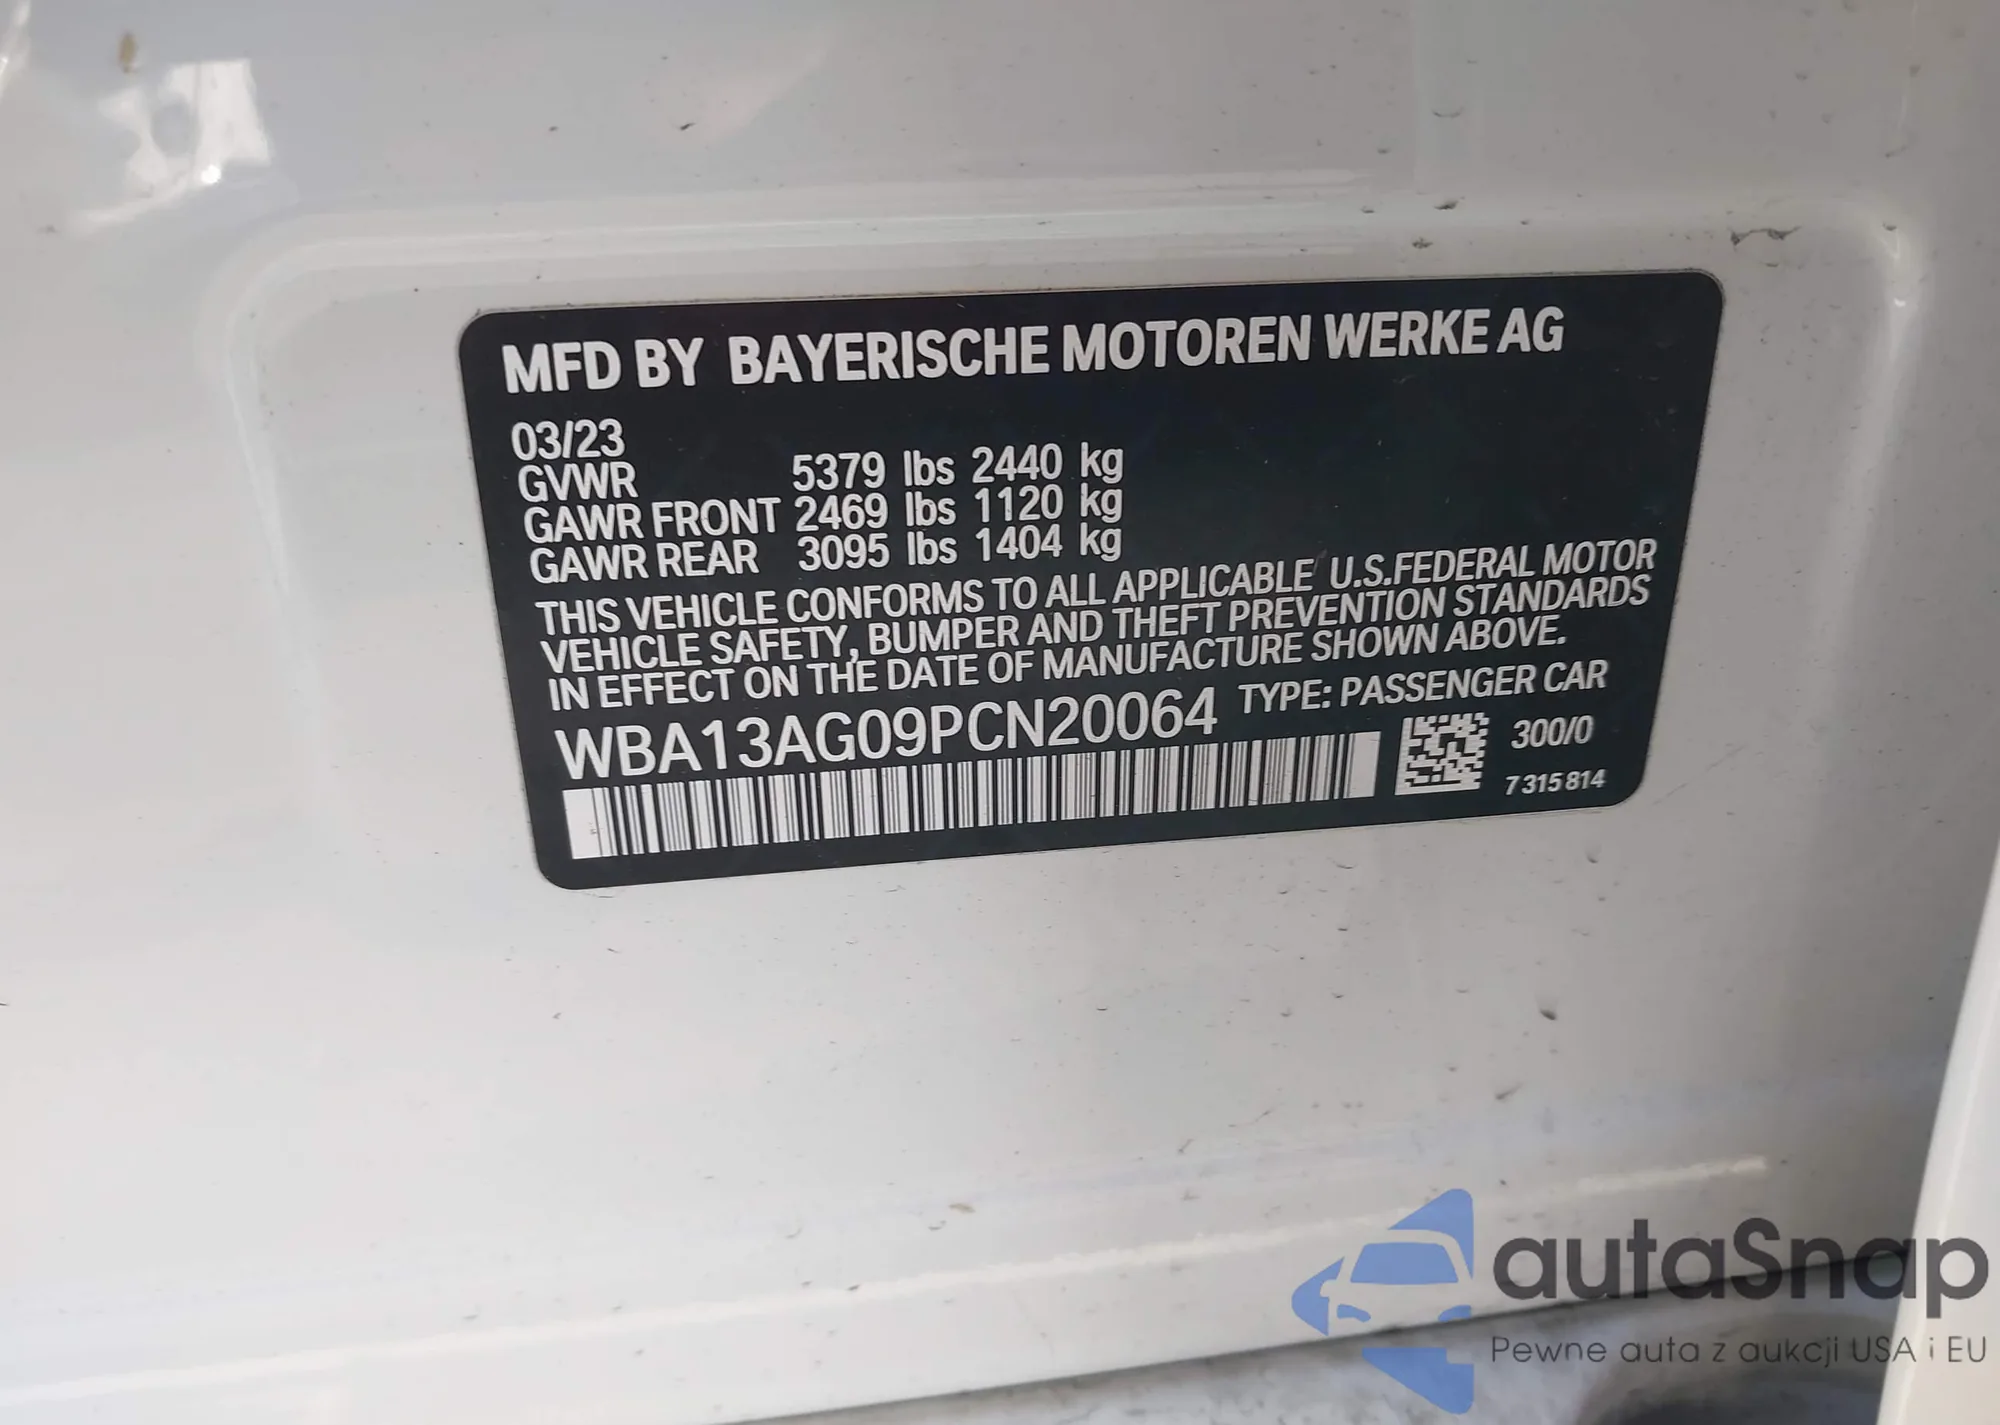 MFD BY BAYERISCHE MOTOREN WERKE AG
03/23
GVWR 5379 lbs 2440 kg
GAWR FRONT 2469 lbs 1120 kg
GAWR REAR 3095 lbs 1404 kg
THIS VEHICLE CONFORMS TO ALL APPLICABLE U.S.FEDERAL MOTOR
VEHICLE SAFETY, BUMPER AND THEFT PREVENTION STANDARDS
IN EFFECT ON THE DATE OF MANUFACTURE SHOWN ABOVE.
WBA13AG09PCN20064 TYPE: PASSENGER CAR
300/0
7315814
autaSnap
Pewne auta z aukcji USA i EU